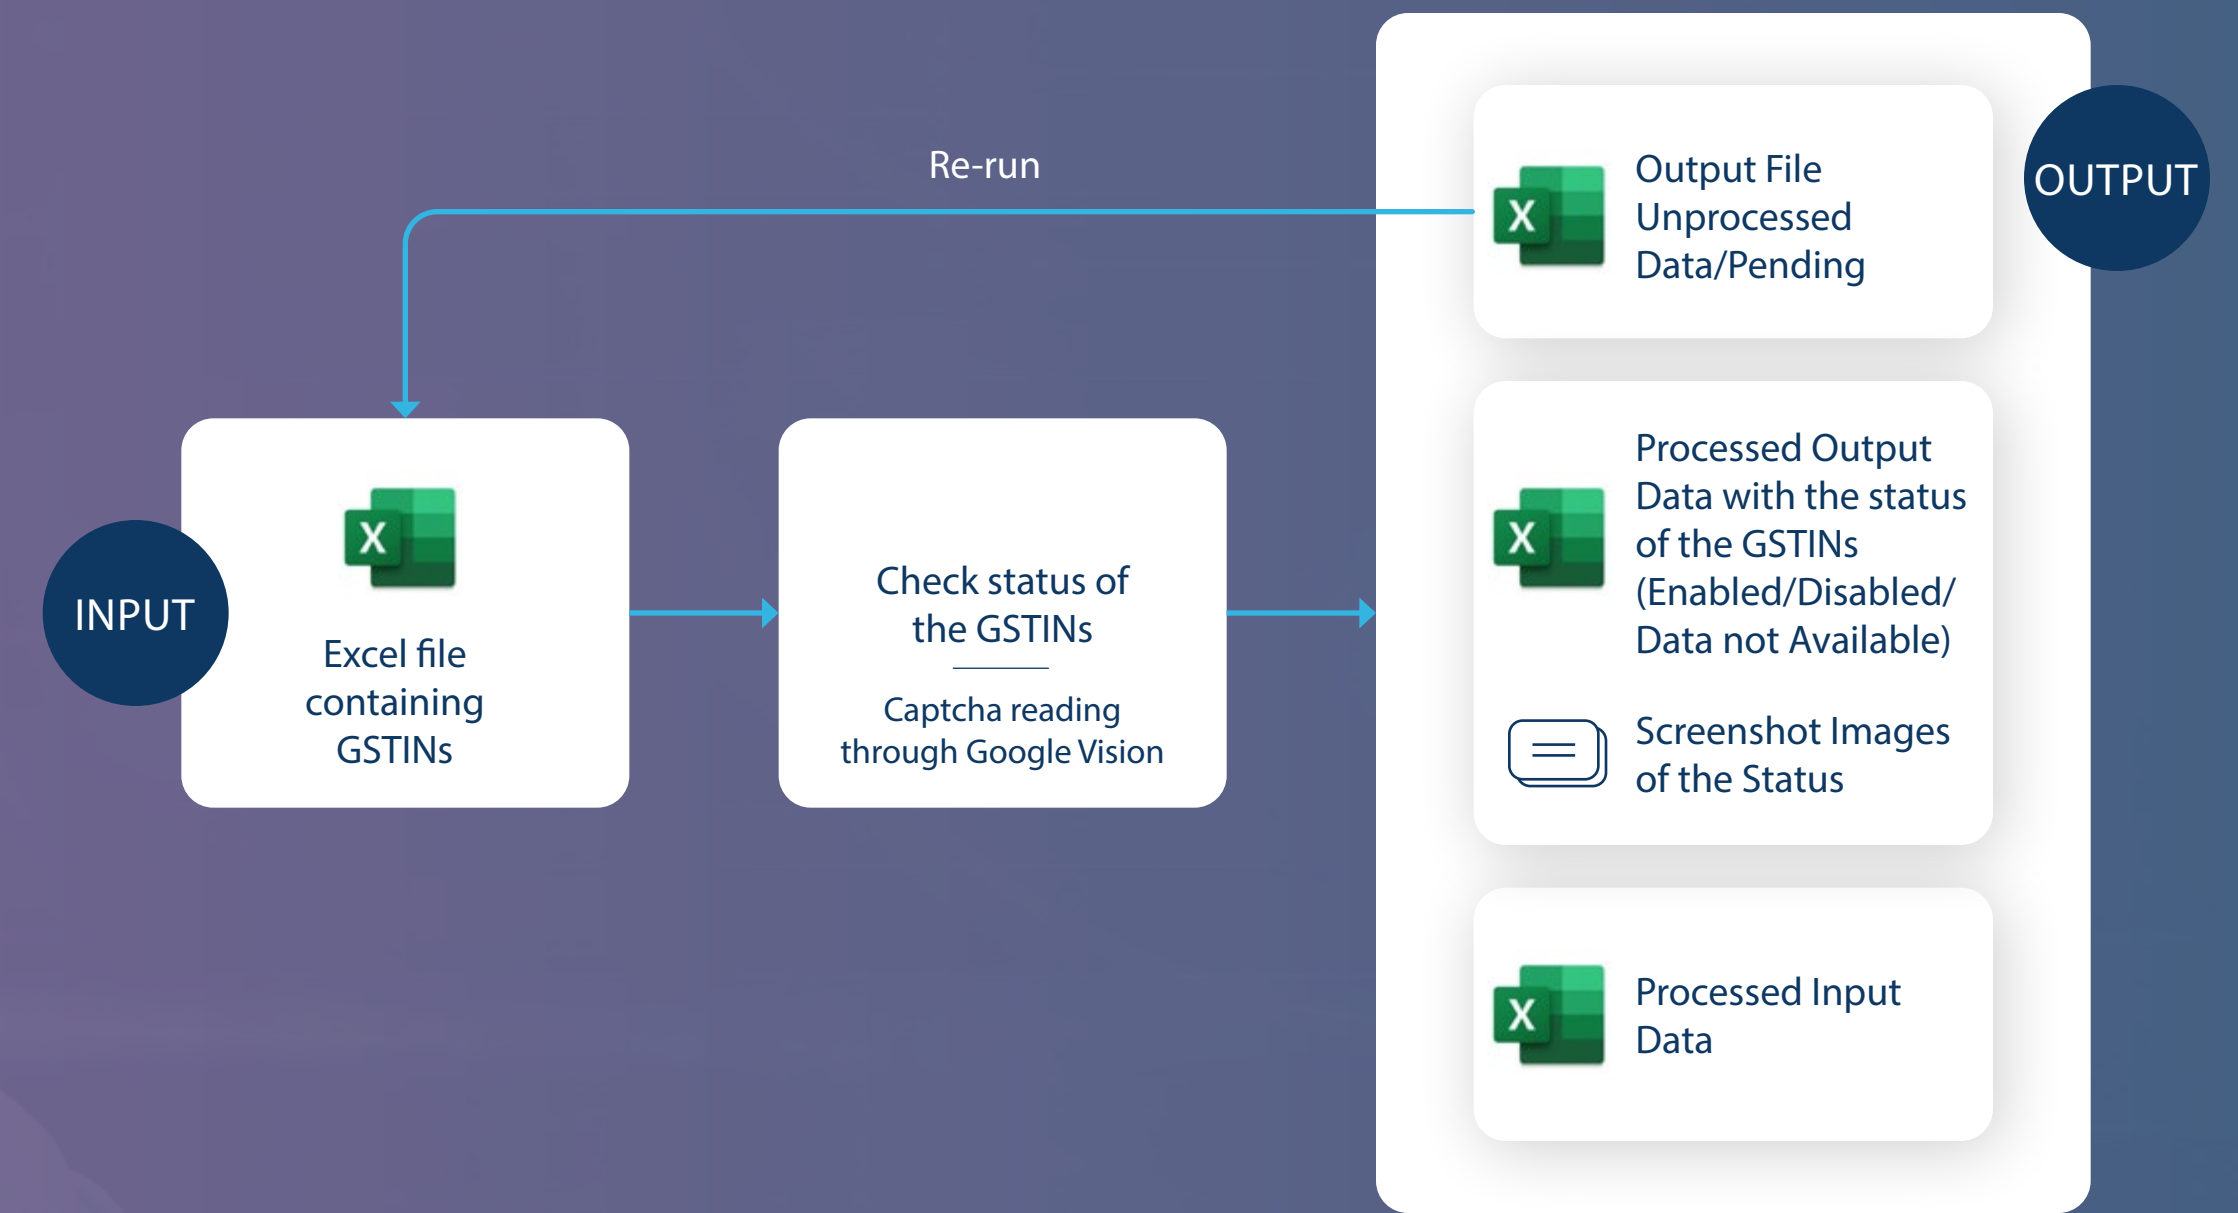 Re-run
INPUT
X
Excel file
containing
GSTINs
Check status of
the GSTINs
Captcha reading
through Google Vision
OUTPUT
X
Output File
Unprocessed
Data/Pending
X
Processed Output
Data with the status
of the GSTINs
(Enabled/Disabled/
Data not Available)
Screenshot Images
of the Status
X
Processed Input
Data